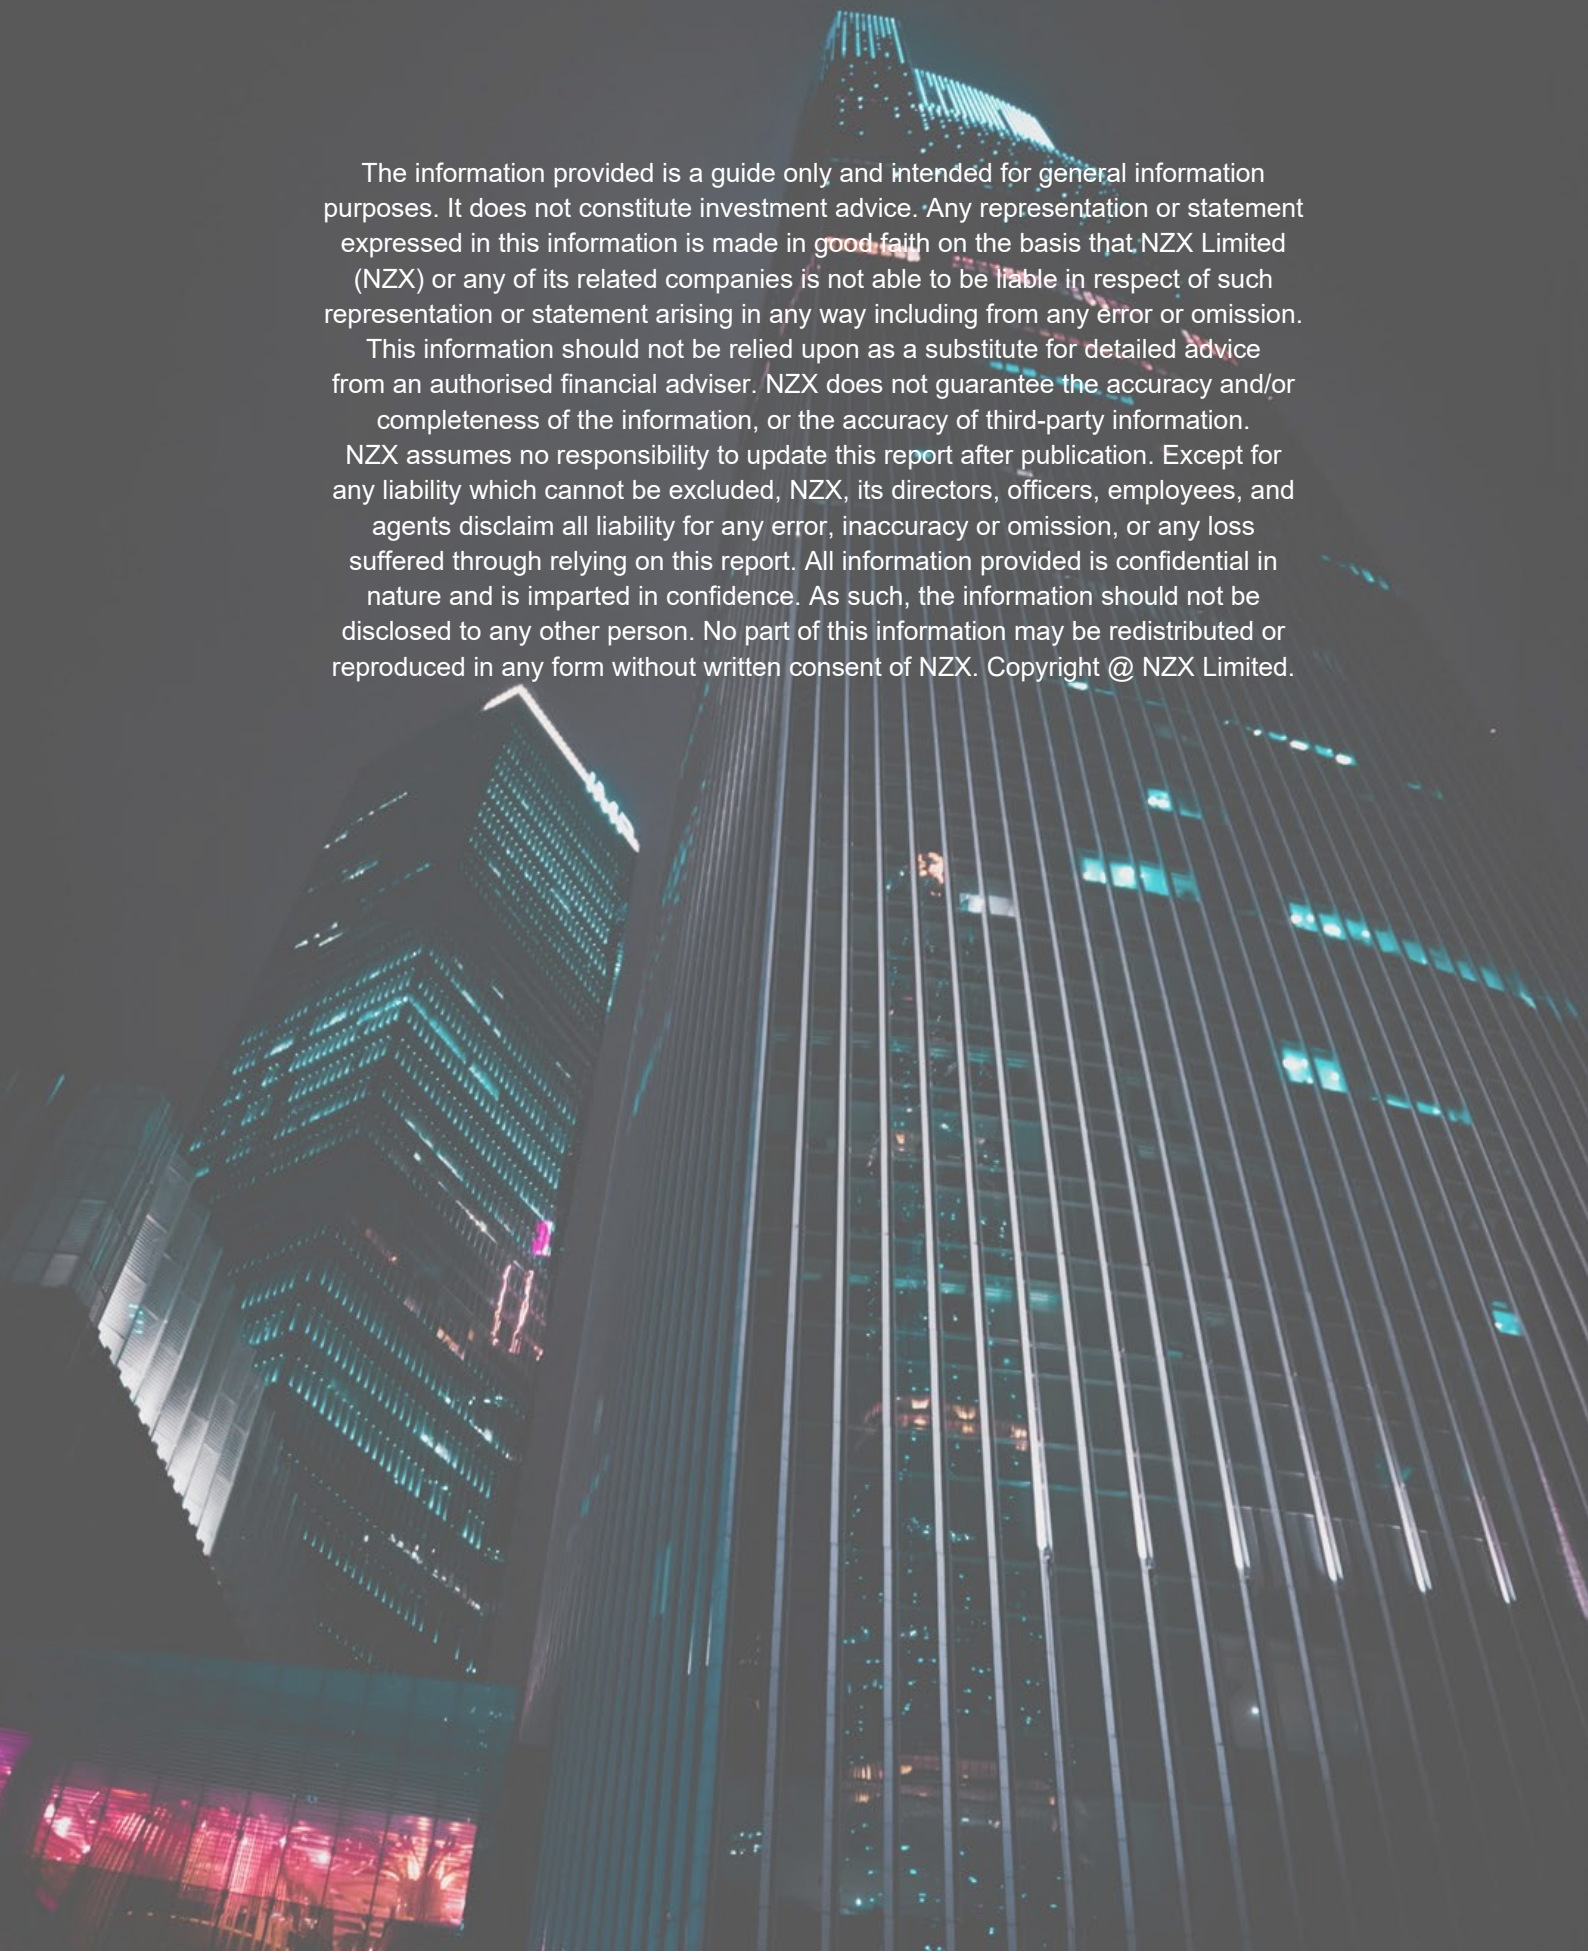 The information provided is a guide only and intended for general information
purposes. It does not constitute investment advice. Any representation or statement
expressed in this information is made in good faith on the basis that NZX Limited
(NZX) or any of its related companies is not able to be liable in respect of such
representation or statement arising in any way including from any error or omission.
This information should not be relied upon as a substitute for detailed advice
from an authorised financial adviser. NZX does not guarantee the accuracy and/or
completeness of the information, or the accuracy of third-party information.
NZX assumes no responsibility to update this report after publication. Except for
any liability which cannot be excluded, NZX, its directors, officers, employees, and
agents disclaim all liability for any error, inaccuracy or omission, or any loss
suffered through relying on this report. All information provided is confidential in
nature and is imparted in confidence. As such, the information should not be
disclosed to any other person. No part of this information may be redistributed or
reproduced in any form without written consent of NZX. Copyright @ NZX Limited.